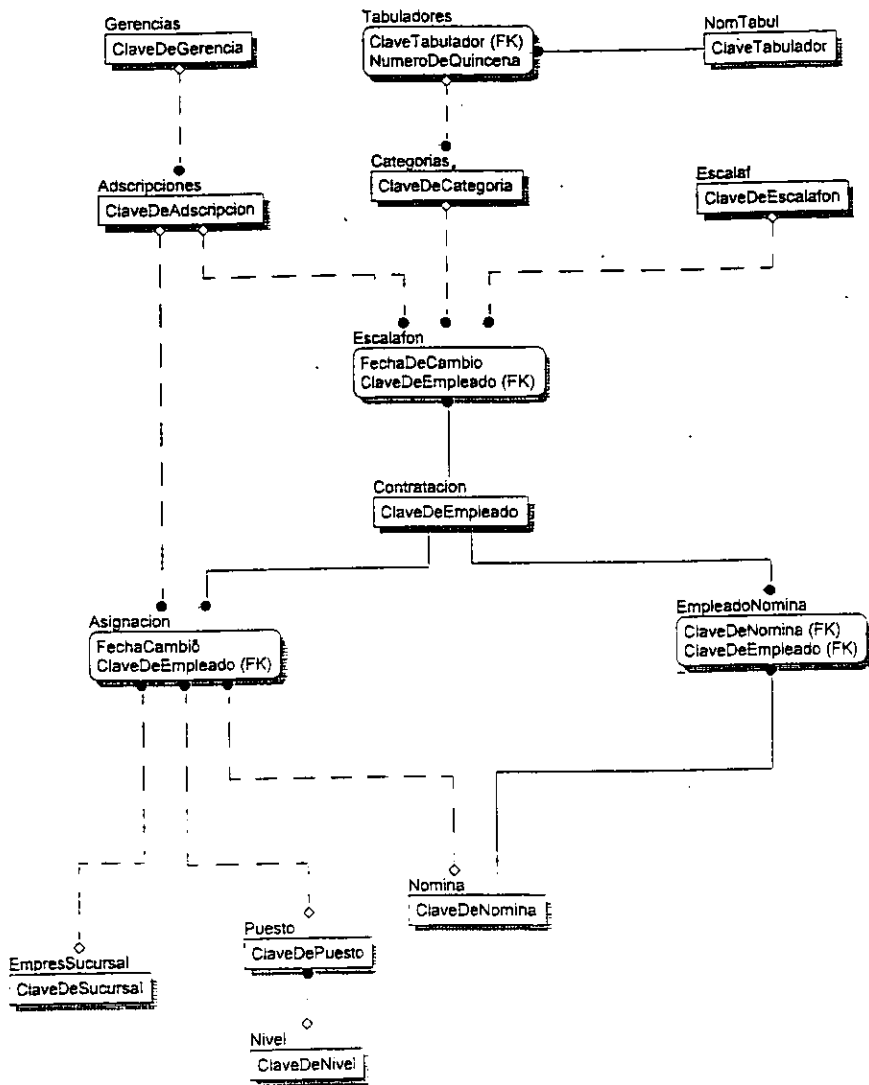 Gerencias
ClaveDeGerencia
Tabuladores
ClaveTabulador (FK)
NumeroDeQuincena
NomTabul
ClaveTabulador
Adscripciones
ClaveDeAdscripcion
Categorias
ClaveDeCategoria
Escalaf
ClaveDeEscalafon
Escalafon
FechaDeCambio
ClaveDeEmpleado (FK)
Contratacion
ClaveDeEmpleado
Asignacion
FechaCambio
ClaveDeEmpleado (FK)
EmpleadoNomina
ClaveDeNomina (FK)
ClaveDeEmpleado (FK)
Nomina
ClaveDeNomina
Puesto
ClaveDePuesto
EmpresSucursal
ClaveDeSucursal
Nivel
ClaveDeNivel